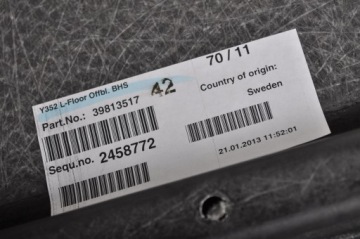 Y352 L-Floor Offbl. BHS
Part.No.: 39813517
42
Sequ.no. 2458772
70 / 11
Country of origin:
Sweden
21.01.2013 11:52:01